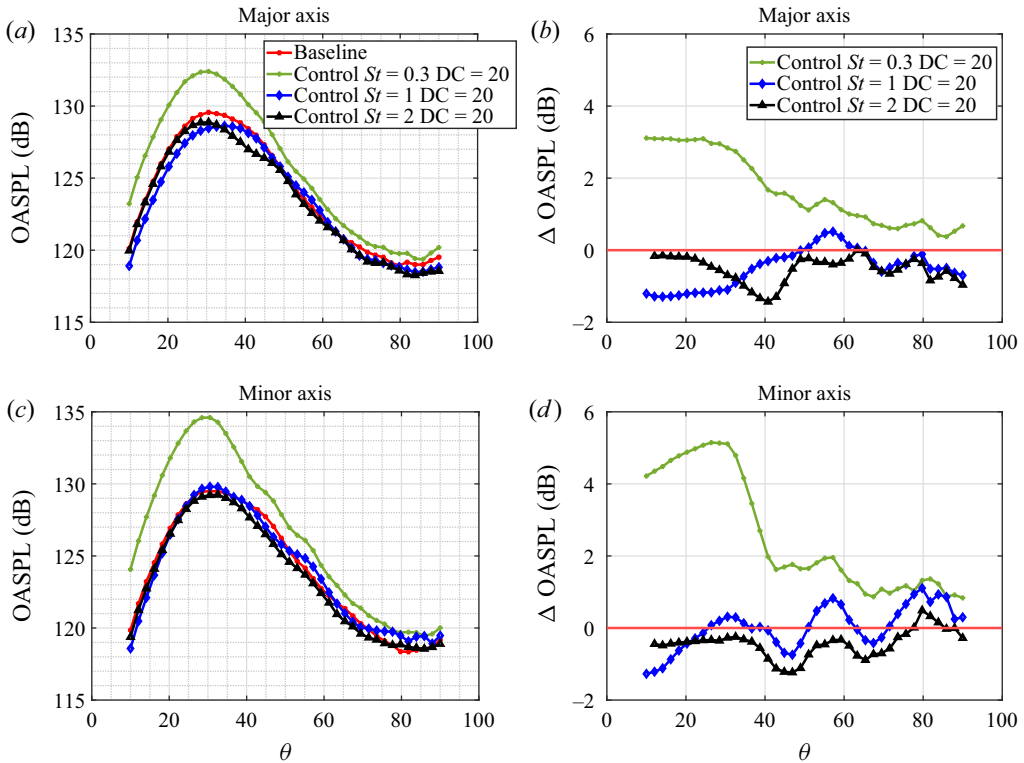 (a)
Major axis
135
130
125
120
115
OASPL (dB)
0
20
40
60
80
100
Baseline
Control St = 0.3 DC = 20
Control St = 1 DC = 20
Control St = 2 DC = 20
(b)
Major axis
6
4
2
0
−2
Δ OASPL (dB)
0
20
40
60
80
100
Control St = 0.3 DC = 20
Control St = 1 DC = 20
Control St = 2 DC = 20
(c)
Minor axis
135
130
125
120
115
OASPL (dB)
0
20
40
60
80
100
θ
(d)
Minor axis
6
4
2
0
−2
Δ OASPL (dB)
0
20
40
60
80
100
θ